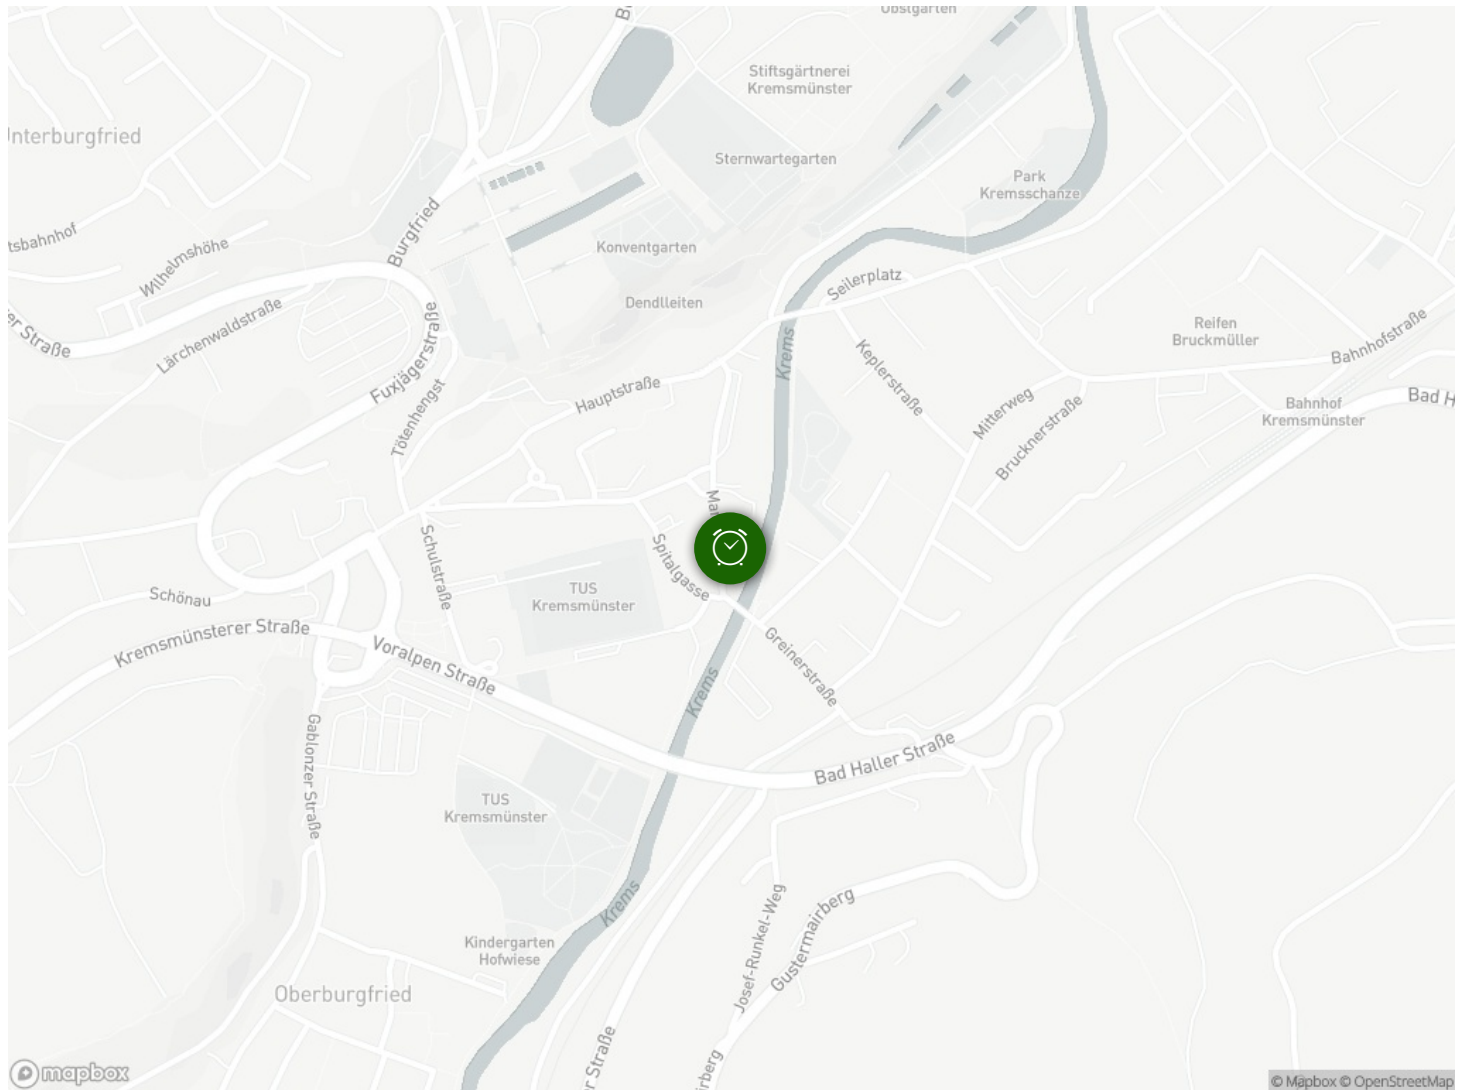 Obstgarten
Stiftsgärtnerei
Kremsmünster
nterburgfried
Sternwartegarten
Park
Kremsschanze
Burgfried
tsbahnhof
Wilhelmshöhe
Konventgarten
Seilerplatz
Dendlleiten
er Straße
Lärchenwaldstraße
Fuxjägerstraße
Krems
Reifen
Bruckmüller
Bahnhofstraße
Keplerstraße
Hauptstraße
Tötenhengst
Mitterweg
Brucknerstraße
Bahnhof
Kremsmünster
Bad H
Mar
Schulstraße
Spitalgasse
TUS
Kremsmünster
Schönau
Kremsmünsterer Straße
Voralpen Straße
Greinerstraße
Krems
Gablonzer Straße
Bad Haller Straße
TUS
Kremsmünster
Krems
Josef-Runkel-Weg
Gustermairberg
Kindergarten
Hofwiese
Oberburgfried
er Straße
irberg
mapbox
© Mapbox © OpenStreetMap